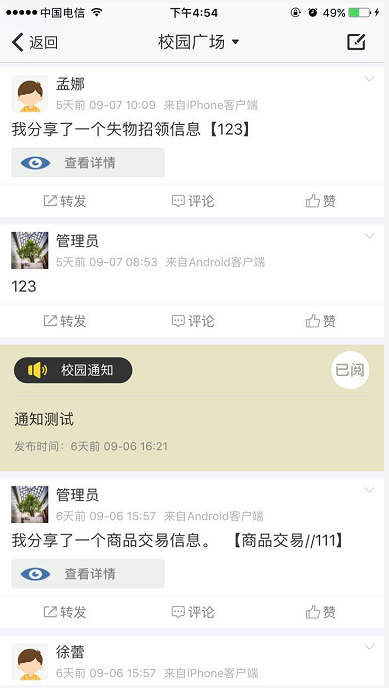 中国电信 下午4:54 49%
返回 校园广场
孟娜
5天前 09-07 10:09 来自iPhone客户端
我分享了一个失物招领信息【123】
查看详情
转发 评论 赞
管理员
5天前 09-07 08:53 来自Android客户端
123
转发 评论 赞
校园通知 已阅
通知测试
发布时间：6天前 09-06 16:21
管理员
6天前 09-06 15:57 来自Android客户端
我分享了一个商品交易信息。 【商品交易//111】
查看详情
转发 评论 赞
徐蕾
6天前 09-06 15:57 来自iPhone客户端